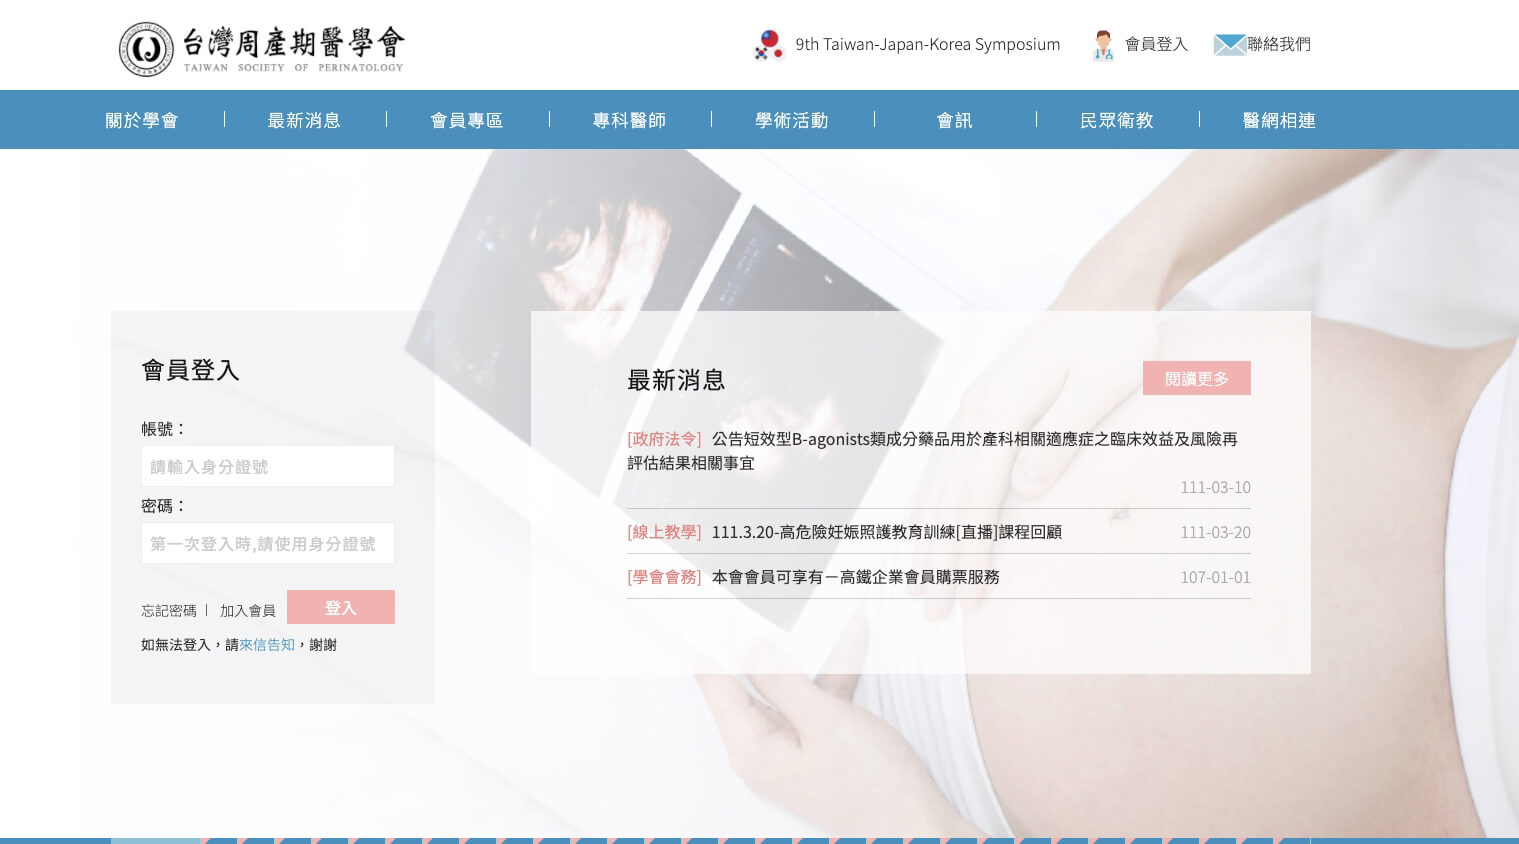 台灣周產期醫學會
TAIWAN SOCIETY OF PERINATOLOGY
9th Taiwan-Japan-Korea Symposium
會員登入
聯絡我們
關於學會
最新消息
會員專區
專科醫師
學術活動
會訊
民眾衛教
醫網相連
會員登入
帳號：
請輸入身分證號
密碼：
第一次登入時,請使用身分證號
忘記密碼 | 加入會員
登入
如無法登入，請來信告知，謝謝
最新消息
閱讀更多
[政府法令] 公告短效型B-agonists類成分藥品用於產科相關適應症之臨床效益及風險再
評估結果相關事宜
111-03-10
[線上教學] 111.3.20-高危險妊娠照護教育訓練[直播]課程回顧 111-03-20
[學會會務] 本會會員可享有－高鐵企業會員購票服務 107-01-01